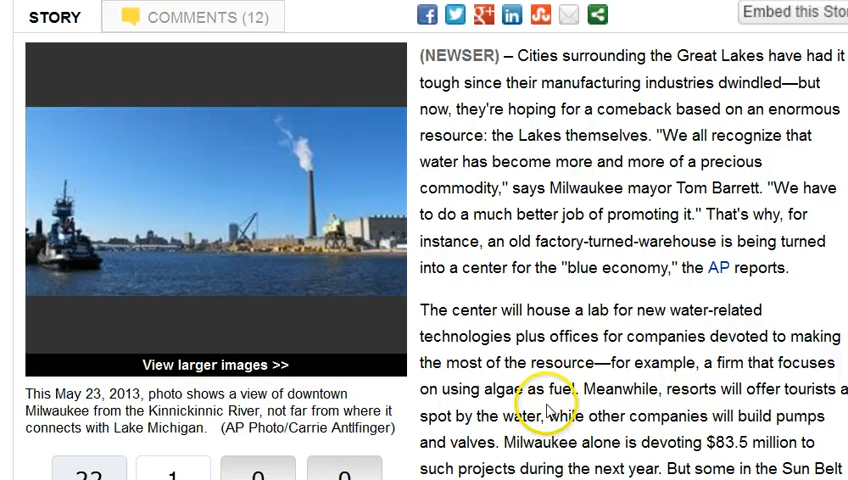 STORY
COMMENTS (12)
Embed this Sto
(NEWSER) – Cities surrounding the Great Lakes have had it
tough since their manufacturing industries dwindled—but
now, they're hoping for a comeback based on an enormous
resource: the Lakes themselves. "We all recognize that
water has become more and more of a precious
commodity," says Milwaukee mayor Tom Barrett. "We have
to do a much better job of promoting it." That's why, for
instance, an old factory-turned-warehouse is being turned
into a center for the "blue economy," the AP reports.
The center will house a lab for new water-related
technologies plus offices for companies devoted to making
the most of the resource—for example, a firm that focuses
on using algae as fuel. Meanwhile, resorts will offer tourists a
spot by the water, while other companies will build pumps
and valves. Milwaukee alone is devoting $83.5 million to
such projects during the next year. But some in the Sun Belt
View larger images >>
This May 23, 2013, photo shows a view of downtown
Milwaukee from the Kinnickinnic River, not far from where it
connects with Lake Michigan. (AP Photo/Carrie Antlfinger)
22 1 0 0